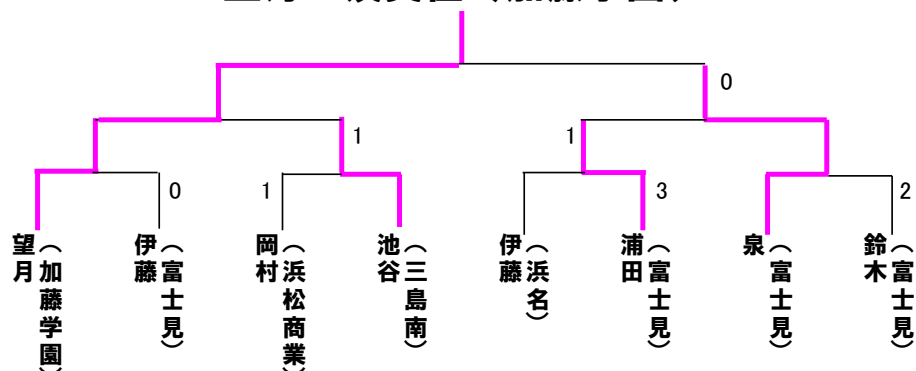 0
1
1
0
1
3
2
望月
（加藤学園）
伊藤
（富士見）
岡村
（浜松商業）
池谷
（三島南）
伊藤
（浜名）
浦田
（富士見）
泉
（富士見）
鈴木
（富士見）